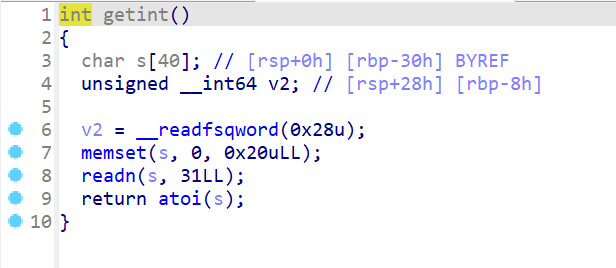 1 int getint()
2 {
3   char s[40]; // [rsp+0h] [rbp-30h] BYREF
4   unsigned __int64 v2; // [rsp+28h] [rbp-8h]
5
6   v2 = __readfsqword(0x28u);
7   memset(s, 0, 0x20uLL);
8   readn(s, 31LL);
9   return atoi(s);
10 }